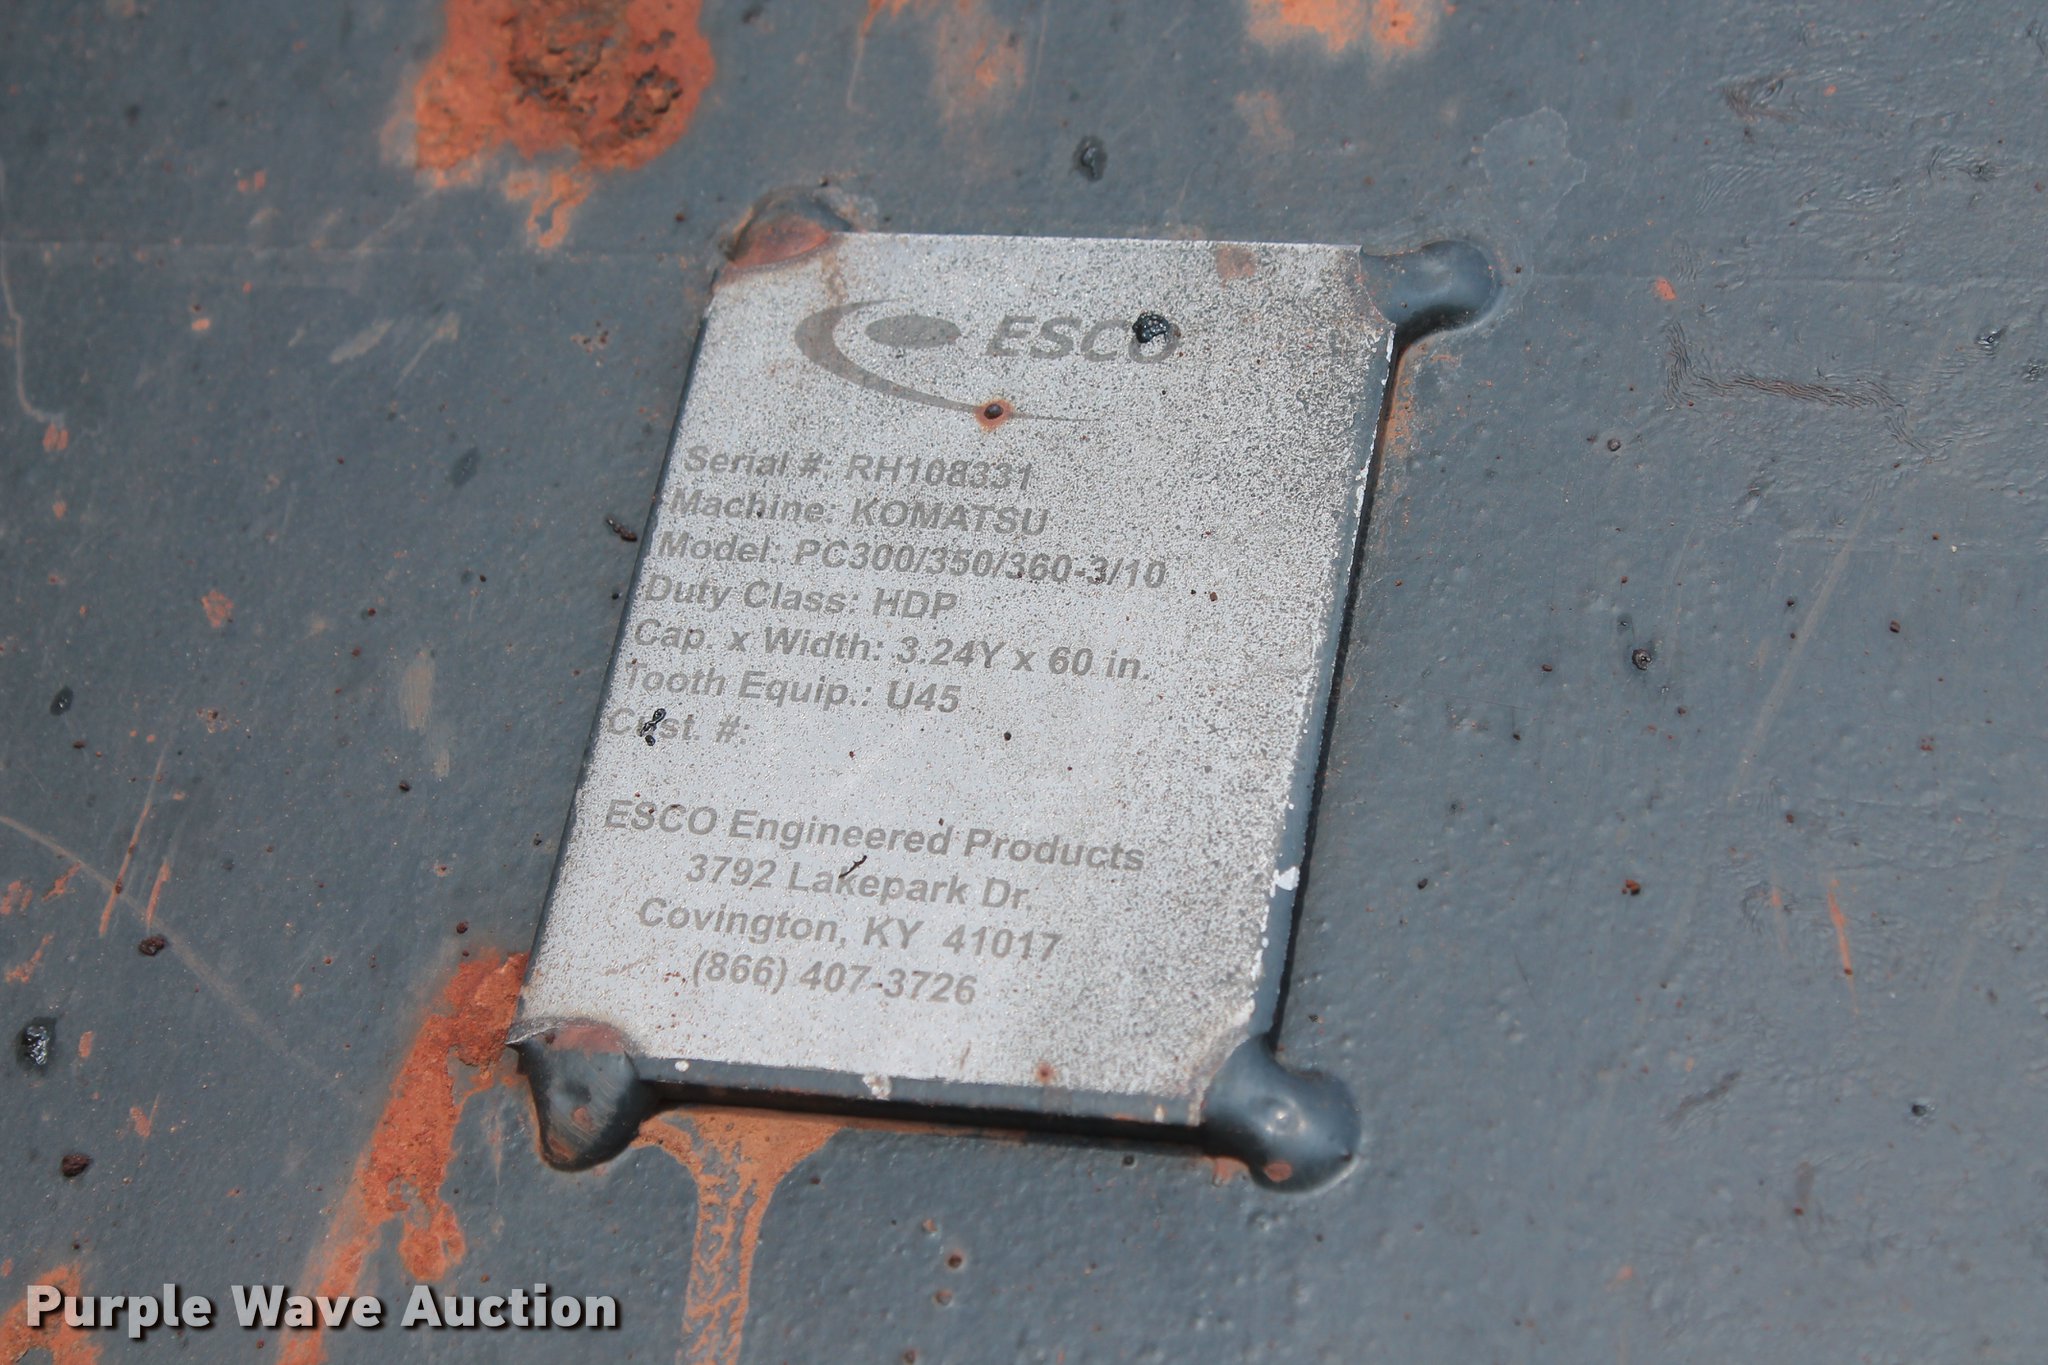 ESCO
Serial #: RH108331
Machine: KOMATSU
Model: PC300/350/360-3/10
Duty Class: HDP
Cap. x Width: 3.24Y x 60 in.
Tooth Equip.: U45
Cust. #:
ESCO Engineered Products
3792 Lakepark Dr.
Covington, KY 41017
(866) 407-3726
Purple Wave Auction